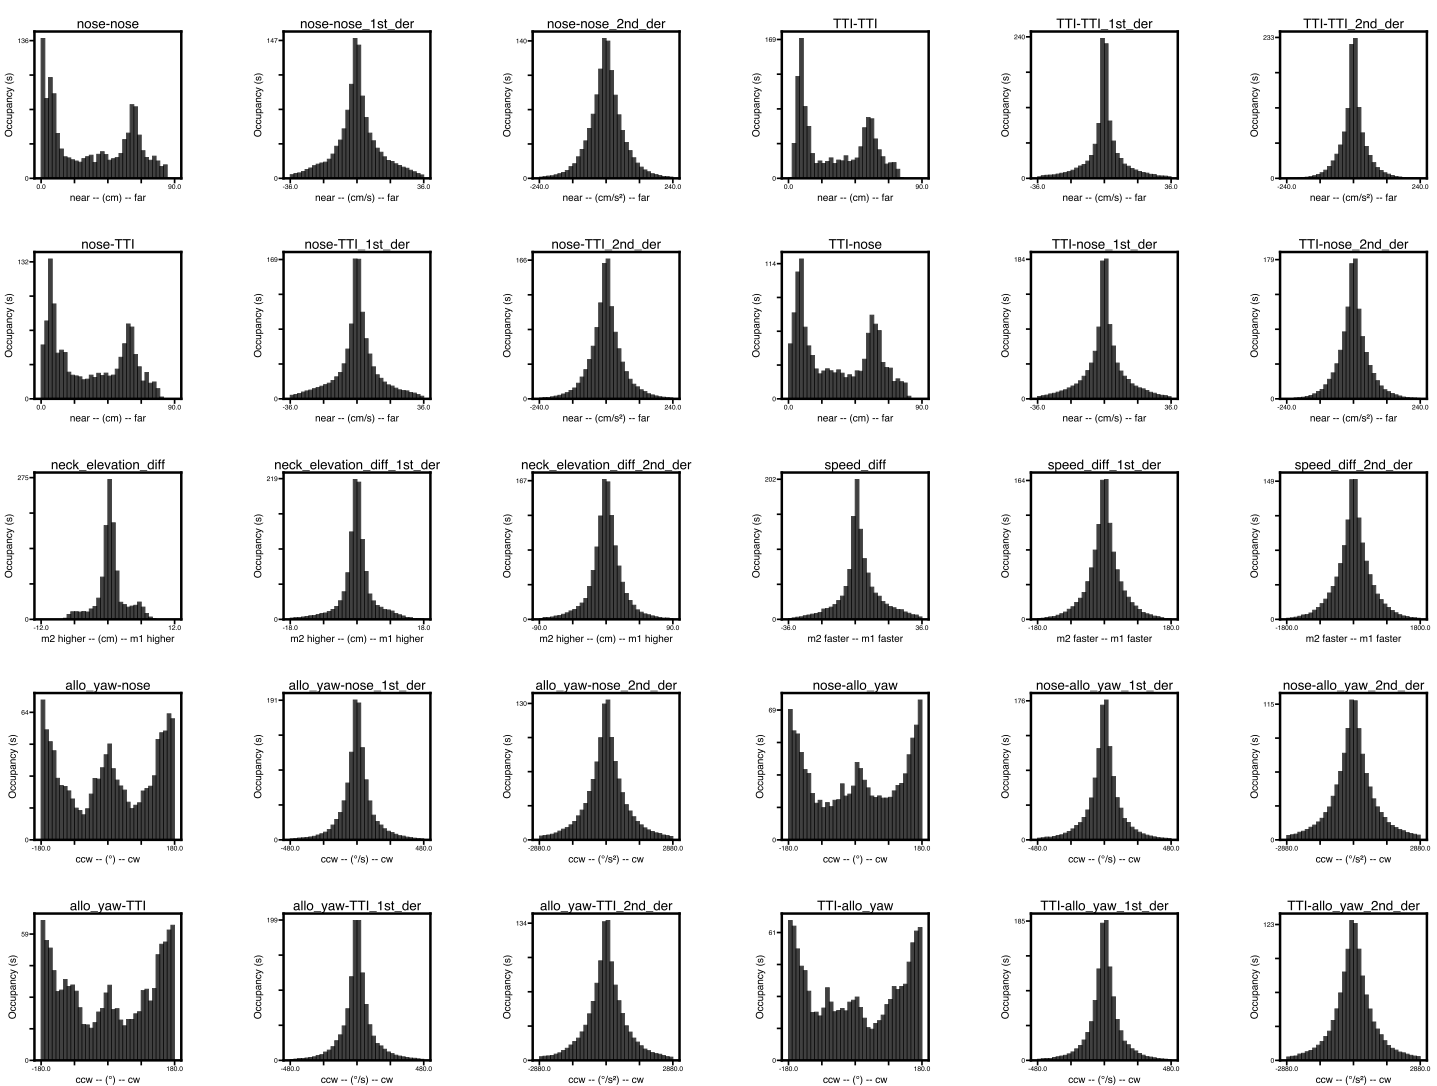 nose-nose
nose-nose_1st_der
nose-nose_2nd_der
TTI-TTI
TTI-TTI_1st_der
TTI-TTI_2nd_der
136
147
140
169
240
233
Occupancy (s)
Occupancy (s)
Occupancy (s)
Occupancy (s)
Occupancy (s)
Occupancy (s)
0
0
0
0
0
0
0.0 90.0
-36.0 36.0
-240.0 240.0
0.0 90.0
-36.0 36.0
-240.0 240.0
near -- (cm) -- far
near -- (cm/s) -- far
near -- (cm/s²) -- far
near -- (cm) -- far
near -- (cm/s) -- far
near -- (cm/s²) -- far
nose-TTI
nose-TTI_1st_der
nose-TTI_2nd_der
TTI-nose
TTI-nose_1st_der
TTI-nose_2nd_der
132
169
166
114
184
179
Occupancy (s)
Occupancy (s)
Occupancy (s)
Occupancy (s)
Occupancy (s)
Occupancy (s)
0
0
0
0
0
0
0.0 90.0
-36.0 36.0
-240.0 240.0
0.0 90.0
-36.0 36.0
-240.0 240.0
near -- (cm) -- far
near -- (cm/s) -- far
near -- (cm/s²) -- far
near -- (cm) -- far
near -- (cm/s) -- far
near -- (cm/s²) -- far
neck_elevation_diff
neck_elevation_diff_1st_der
neck_elevation_diff_2nd_der
speed_diff
speed_diff_1st_der
speed_diff_2nd_der
275
219
167
202
164
149
Occupancy (s)
Occupancy (s)
Occupancy (s)
Occupancy (s)
Occupancy (s)
Occupancy (s)
0
0
0
0
0
0
-12.0 12.0
-18.0 18.0
-90.0 90.0
-36.0 36.0
-180.0 180.0
-1800.0 1800.0
m2 higher -- (cm) -- m1 higher
m2 higher -- (cm) -- m1 higher
m2 higher -- (cm) -- m1 higher
m2 faster -- m1 faster
m2 faster -- m1 faster
m2 faster -- m1 faster
allo_yaw-nose
allo_yaw-nose_1st_der
allo_yaw-nose_2nd_der
nose-allo_yaw
nose-allo_yaw_1st_der
nose-allo_yaw_2nd_der
64
191
130
69
176
115
Occupancy (s)
Occupancy (s)
Occupancy (s)
Occupancy (s)
Occupancy (s)
Occupancy (s)
0
0
0
0
0
0
-180.0 180.0
-480.0 480.0
-2880.0 2880.0
-180.0 180.0
-480.0 480.0
-2880.0 2880.0
ccw -- (°) -- cw
ccw -- (°/s) -- cw
ccw -- (°/s²) -- cw
ccw -- (°) -- cw
ccw -- (°/s) -- cw
ccw -- (°/s²) -- cw
allo_yaw-TTI
allo_yaw-TTI_1st_der
allo_yaw-TTI_2nd_der
TTI-allo_yaw
TTI-allo_yaw_1st_der
TTI-allo_yaw_2nd_der
59
199
134
61
185
123
Occupancy (s)
Occupancy (s)
Occupancy (s)
Occupancy (s)
Occupancy (s)
Occupancy (s)
0
0
0
0
0
0
-180.0 180.0
-480.0 480.0
-2880.0 2880.0
-180.0 180.0
-480.0 480.0
-2880.0 2880.0
ccw -- (°) -- cw
ccw -- (°/s) -- cw
ccw -- (°/s²) -- cw
ccw -- (°) -- cw
ccw -- (°/s) -- cw
ccw -- (°/s²) -- cw